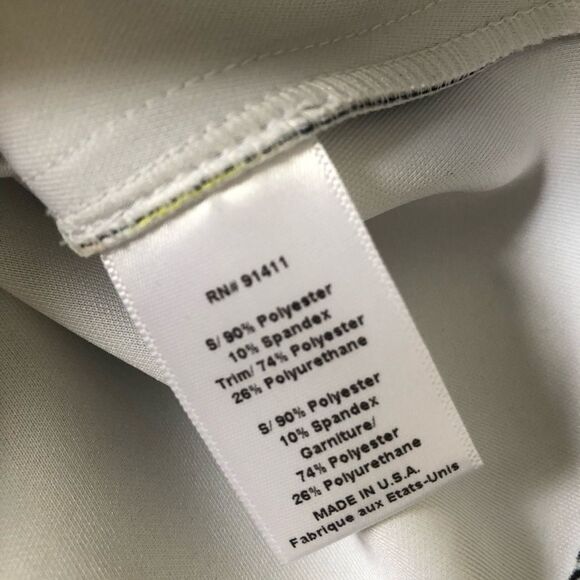 RN# 91411
S/ 90% Polyester
10% Spandex
Trim/ 74% Polyester
26% Polyurethane
S/ 90% Polyester
10% Spandex
Garniture/
74% Polyester
26% Polyurethane
MADE IN U.S.A.
Fabrique aux Etats-Unis